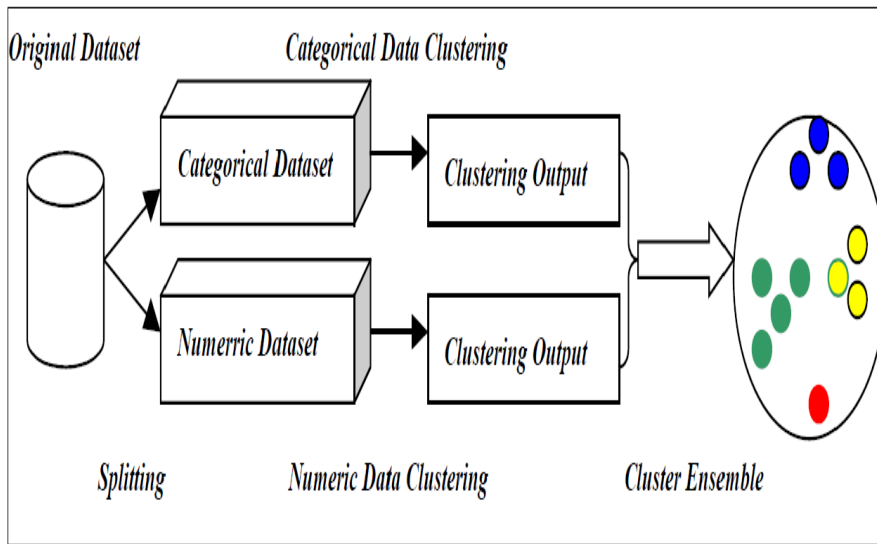 Original Dataset
Categorical Data Clustering
Categorical Dataset
Clustering Output
Numerric Dataset
Clustering Output
Splitting
Numeric Data Clustering
Cluster Ensemble